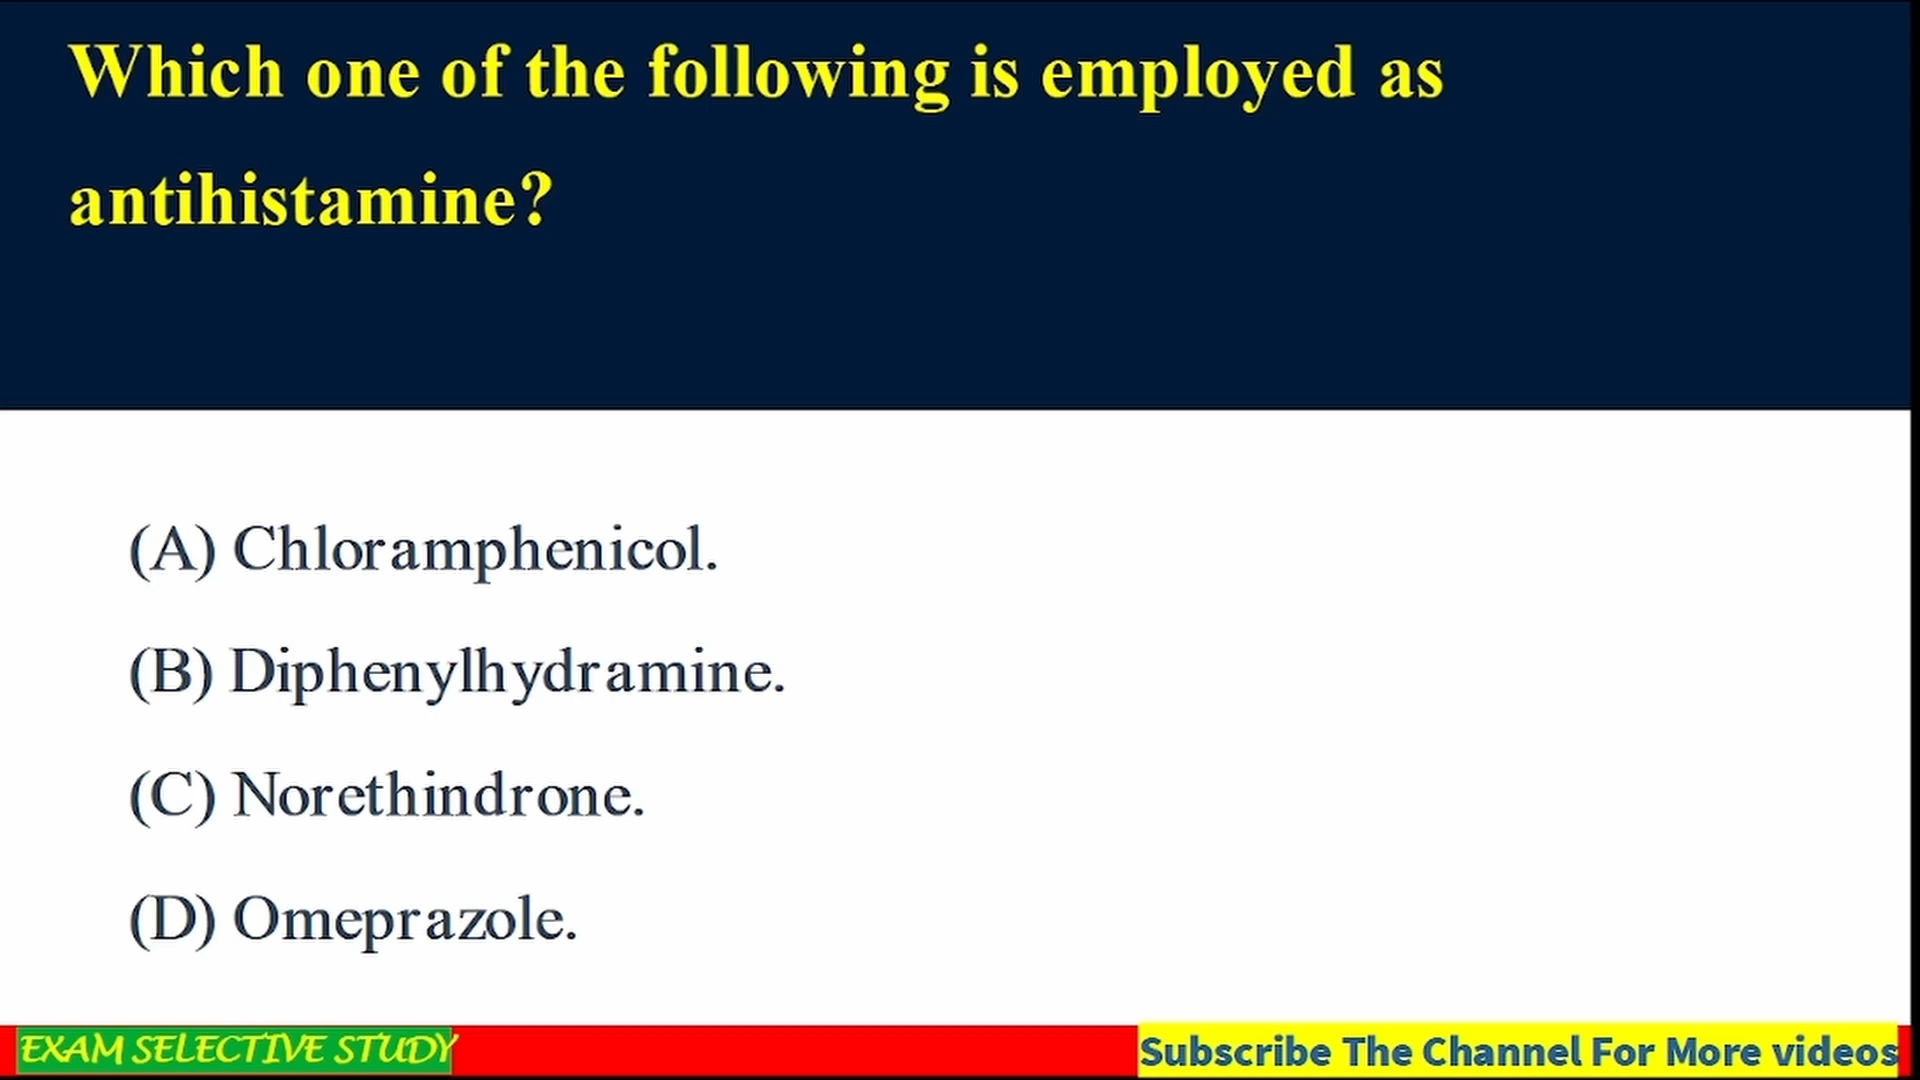 Which one of the following is employed as
antihistamine?
(A) Chloramphenicol.
(B) Diphenylhydramine.
(C) Norethindrone.
(D) Omeprazole.
EXAM SELECTIVE STUDY
Subscribe The Channel For More videos